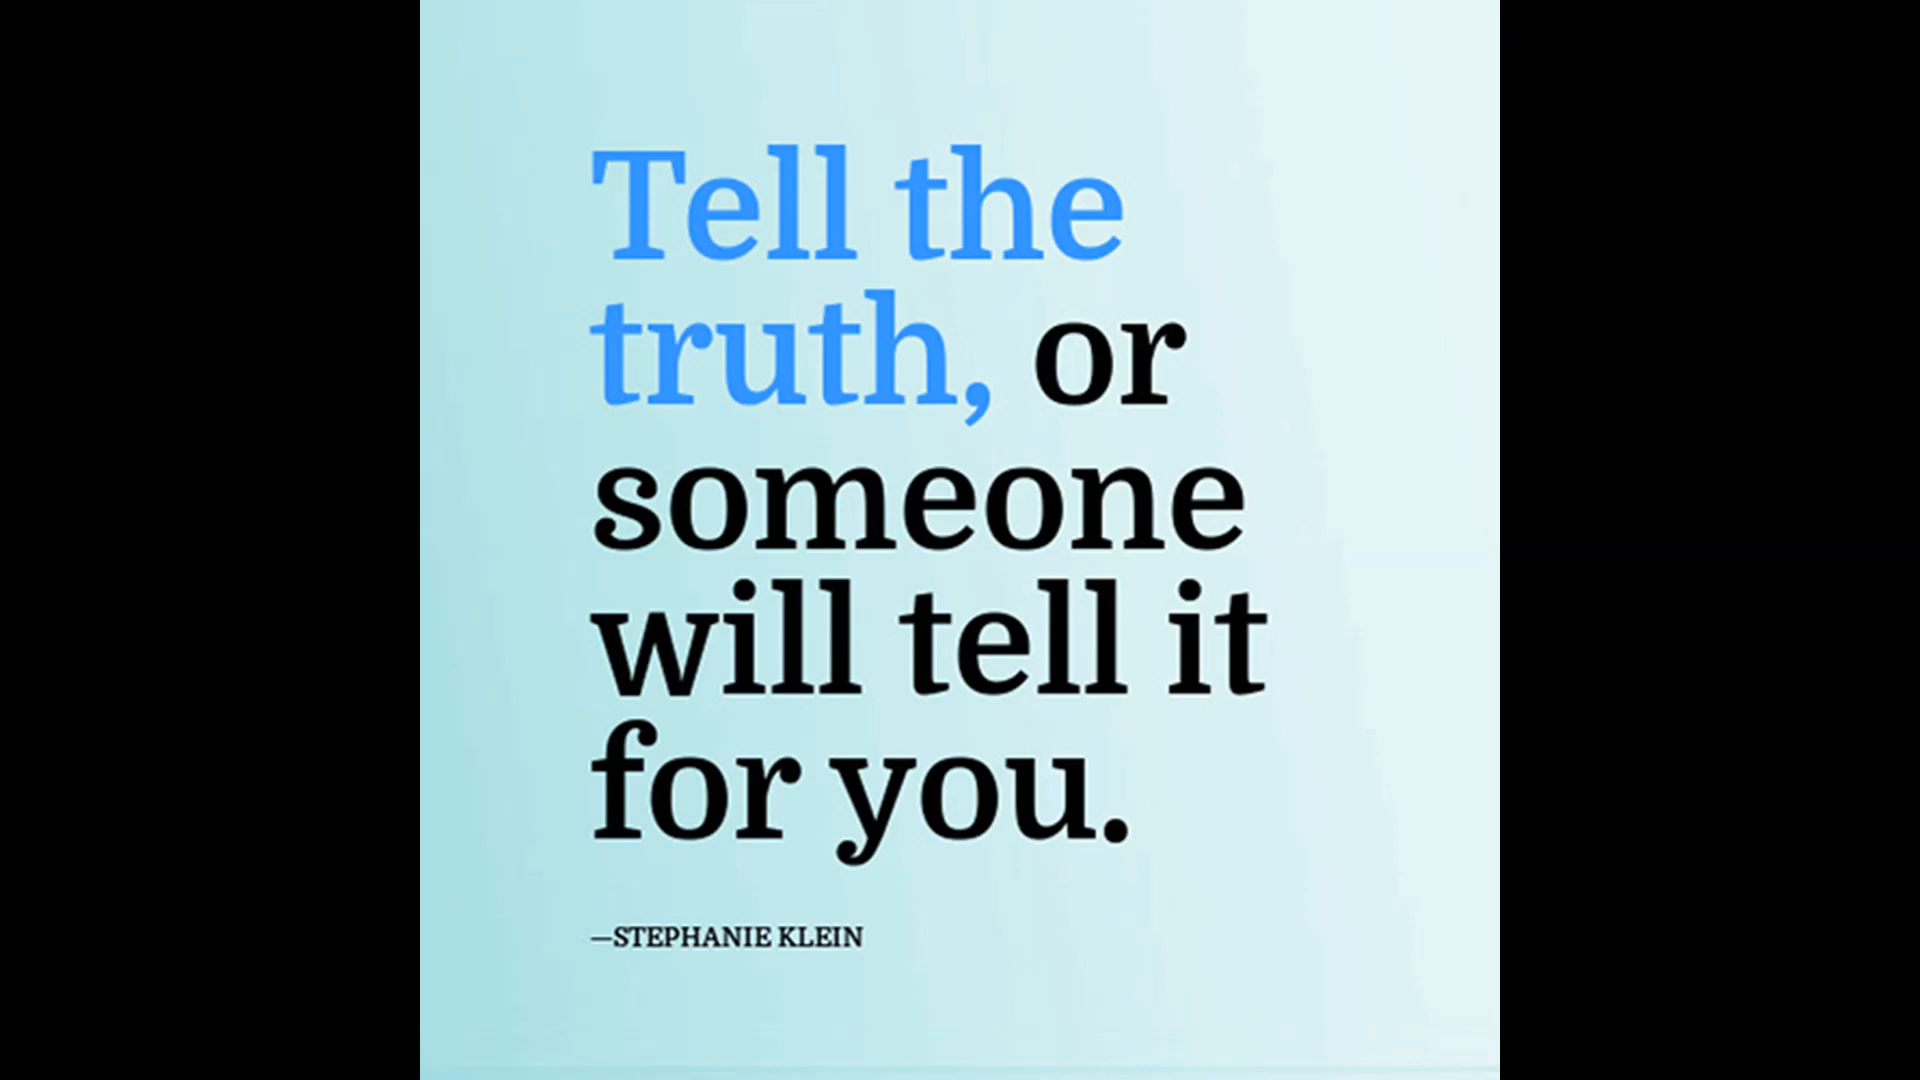 Tell the
truth, or
someone
will tell it
for you.
—STEPHANIE KLEIN